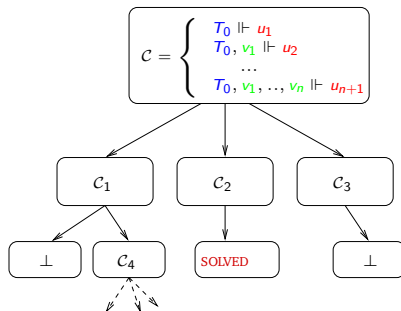 T₀ ⊩ u₁
C = { T₀, v₁ ⊩ u₂
...
T₀, v₁, .., vₙ ⊩ uₙ₊₁
C₁ C₂ C₃
⊥ C₄ SOLVED ⊥